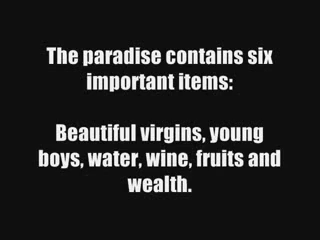 The paradise contains six
important items:
Beautiful virgins, young
boys, water, wine, fruits and
wealth.